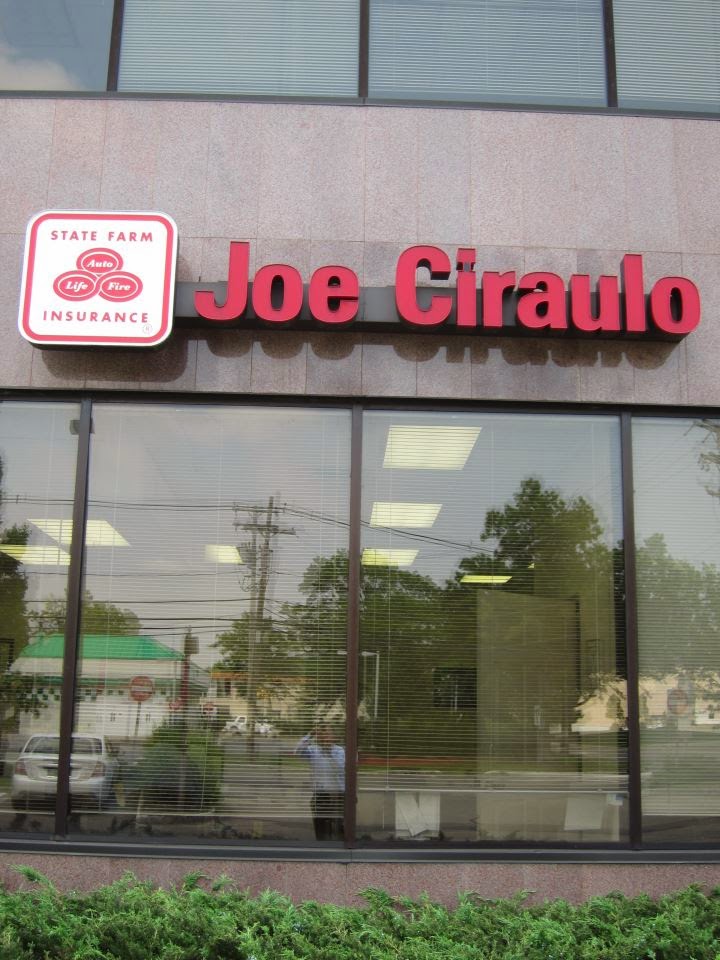 STATE FARM
Auto
Life Fire
INSURANCE ®
Joe Ciraulo